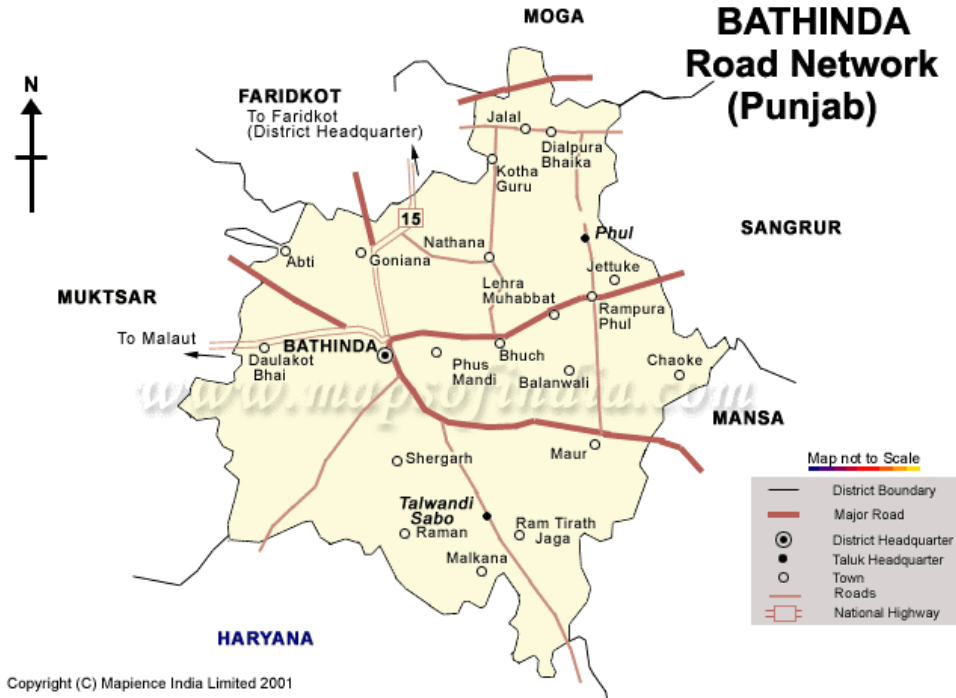 MOGA
BATHINDA
Road Network
(Punjab)
N
FARIDKOT
To Faridkot
(District Headquarter)
Jalal
Dialpura
Bhaika
Kotha
Guru
15
Phul
SANGRUR
Nathana
Abti
Goniana
Jettuke
Lehra
Muhabbat
MUKTSAR
Rampura
Phul
To Malaut
BATHINDA
Daulakot
Bhai
Phus
Mandi
Bhuch
Balanwali
Chaoke
www.mapsofindia.com
MANSA
Maur
Shergarh
Map not to Scale
District Boundary
Major Road
District Headquarter
Taluk Headquarter
Town
Roads
National Highway
Talwandi
Sabo
Raman
Ram Tirath
Jaga
Malkana
HARYANA
Copyright (C) Mapience India Limited 2001